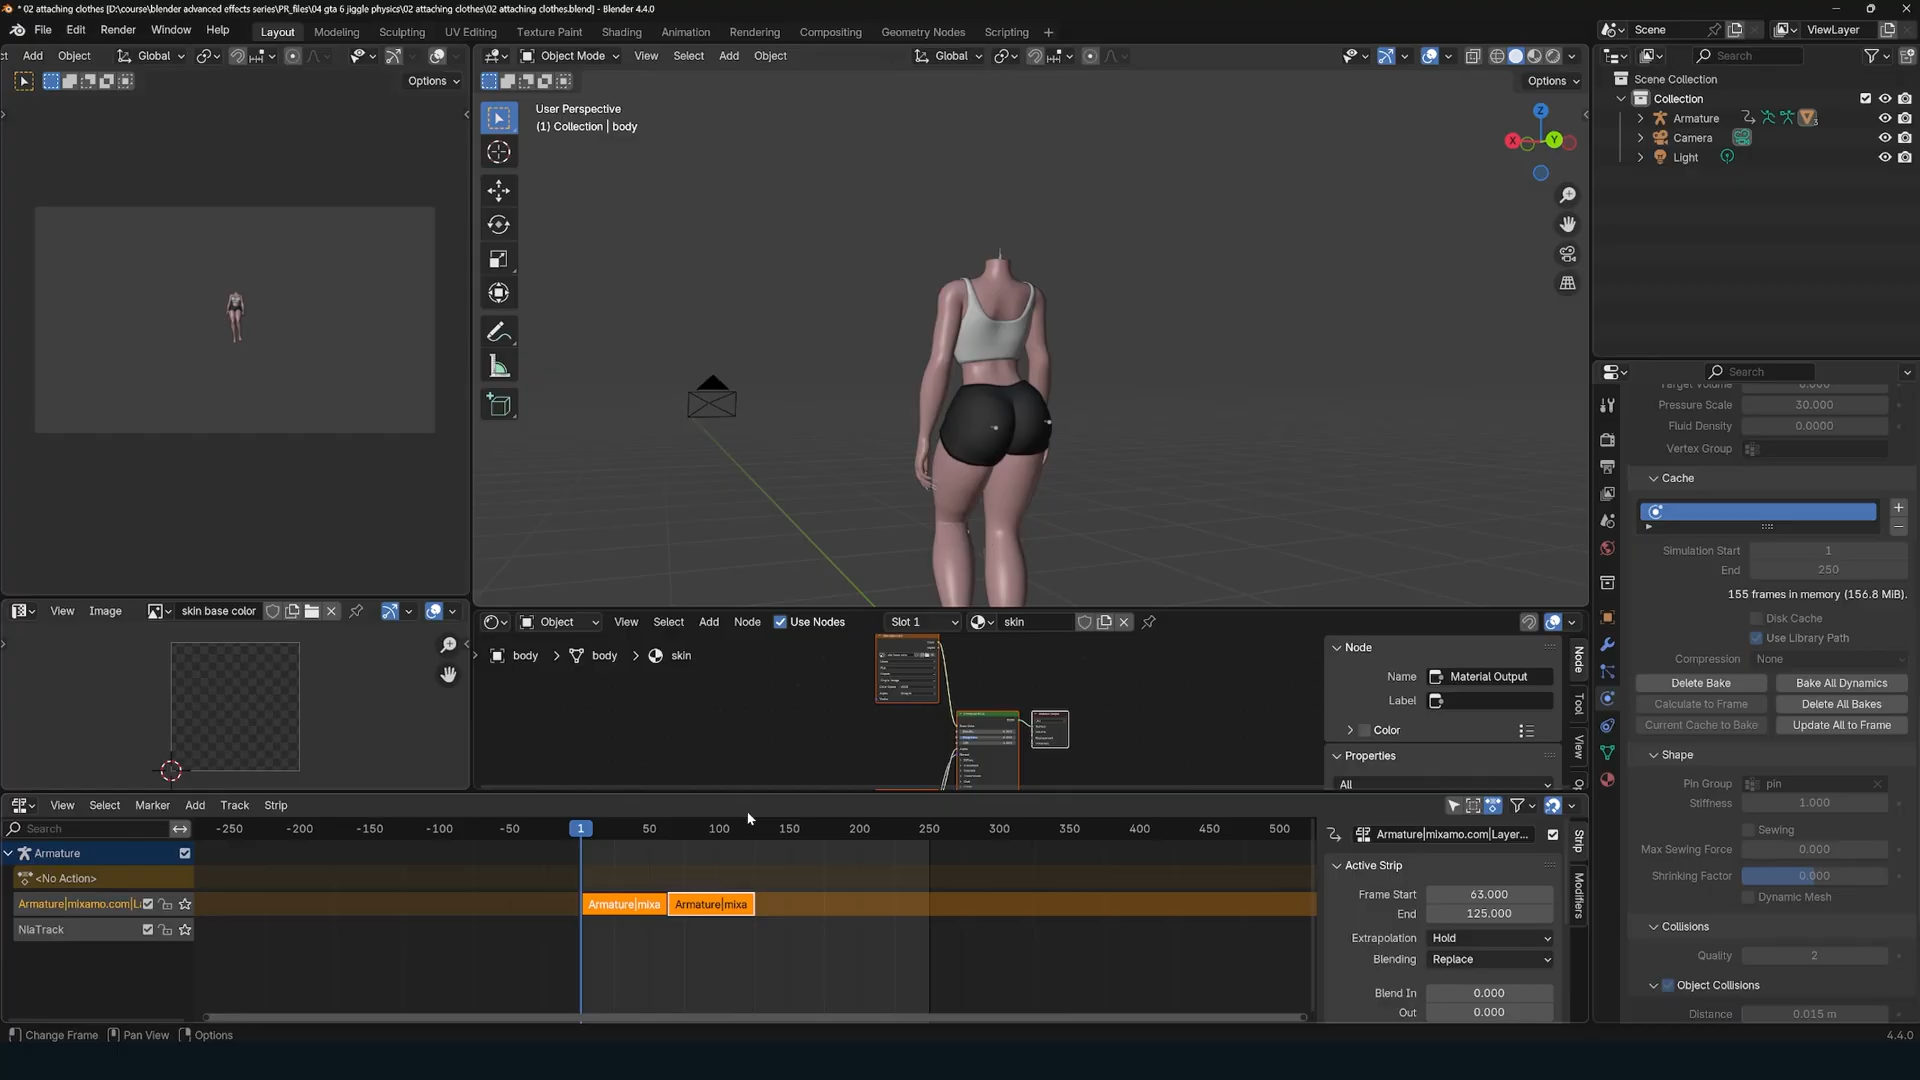 * 02 attaching clothes [D:\course\blender advanced effects series\PR_files\04 gta 6 jiggle physics\02 attaching clothes\02 attaching clothes.blend] - Blender 4.4.0
File Edit Render Window Help Layout Modeling Sculpting UV Editing Texture Paint Shading Animation Rendering Compositing Geometry Nodes Scripting + Scene ViewLayer
Add Object Global Object Mode View Select Add Object Global Search
Options Options Scene Collection
Collection
User Perspective
(1) Collection | body
Armature
Camera
Light
Z
X
Y
Search
Pressure Scale 30.000
Fluid Density 0.0000
Vertex Group
Cache
Simulation Start 1
End 250
155 frames in memory (156.8 MiB).
Disk Cache
Use Library Path
Compression None
Delete Bake Bake All Dynamics
Calculate to Frame Delete All Bakes
Current Cache to Bake Update All to Frame
Shape
Pin Group pin
Stiffness 1.000
Sewing
Max Sewing Force 0.000
Shrinking Factor 0.000
Dynamic Mesh
Collisions
Quality 2
Object Collisions
Distance 0.015 m
View Image skin base color
Object View Select Add Node Use Nodes Slot 1 skin
body > body > skin
Node
Name Material Output
Label
Color
Properties
All
Node
Tool
View
View Select Marker Add Track Strip
Search -250 -200 -150 -100 -50 1 50 100 150 200 250 300 350 400 450 500
Armature
<No Action>
Armature|mixamo.com|L Armature|mixa Armature|mixa
NlaTrack
Armature|mixamo.com|Layer...
Active Strip
Frame Start 63.000
End 125.000
Extrapolation Hold
Blending Replace
Blend In 0.000
Out 0.000
Strip
Modifiers
Change Frame Pan View Options 4.4.0